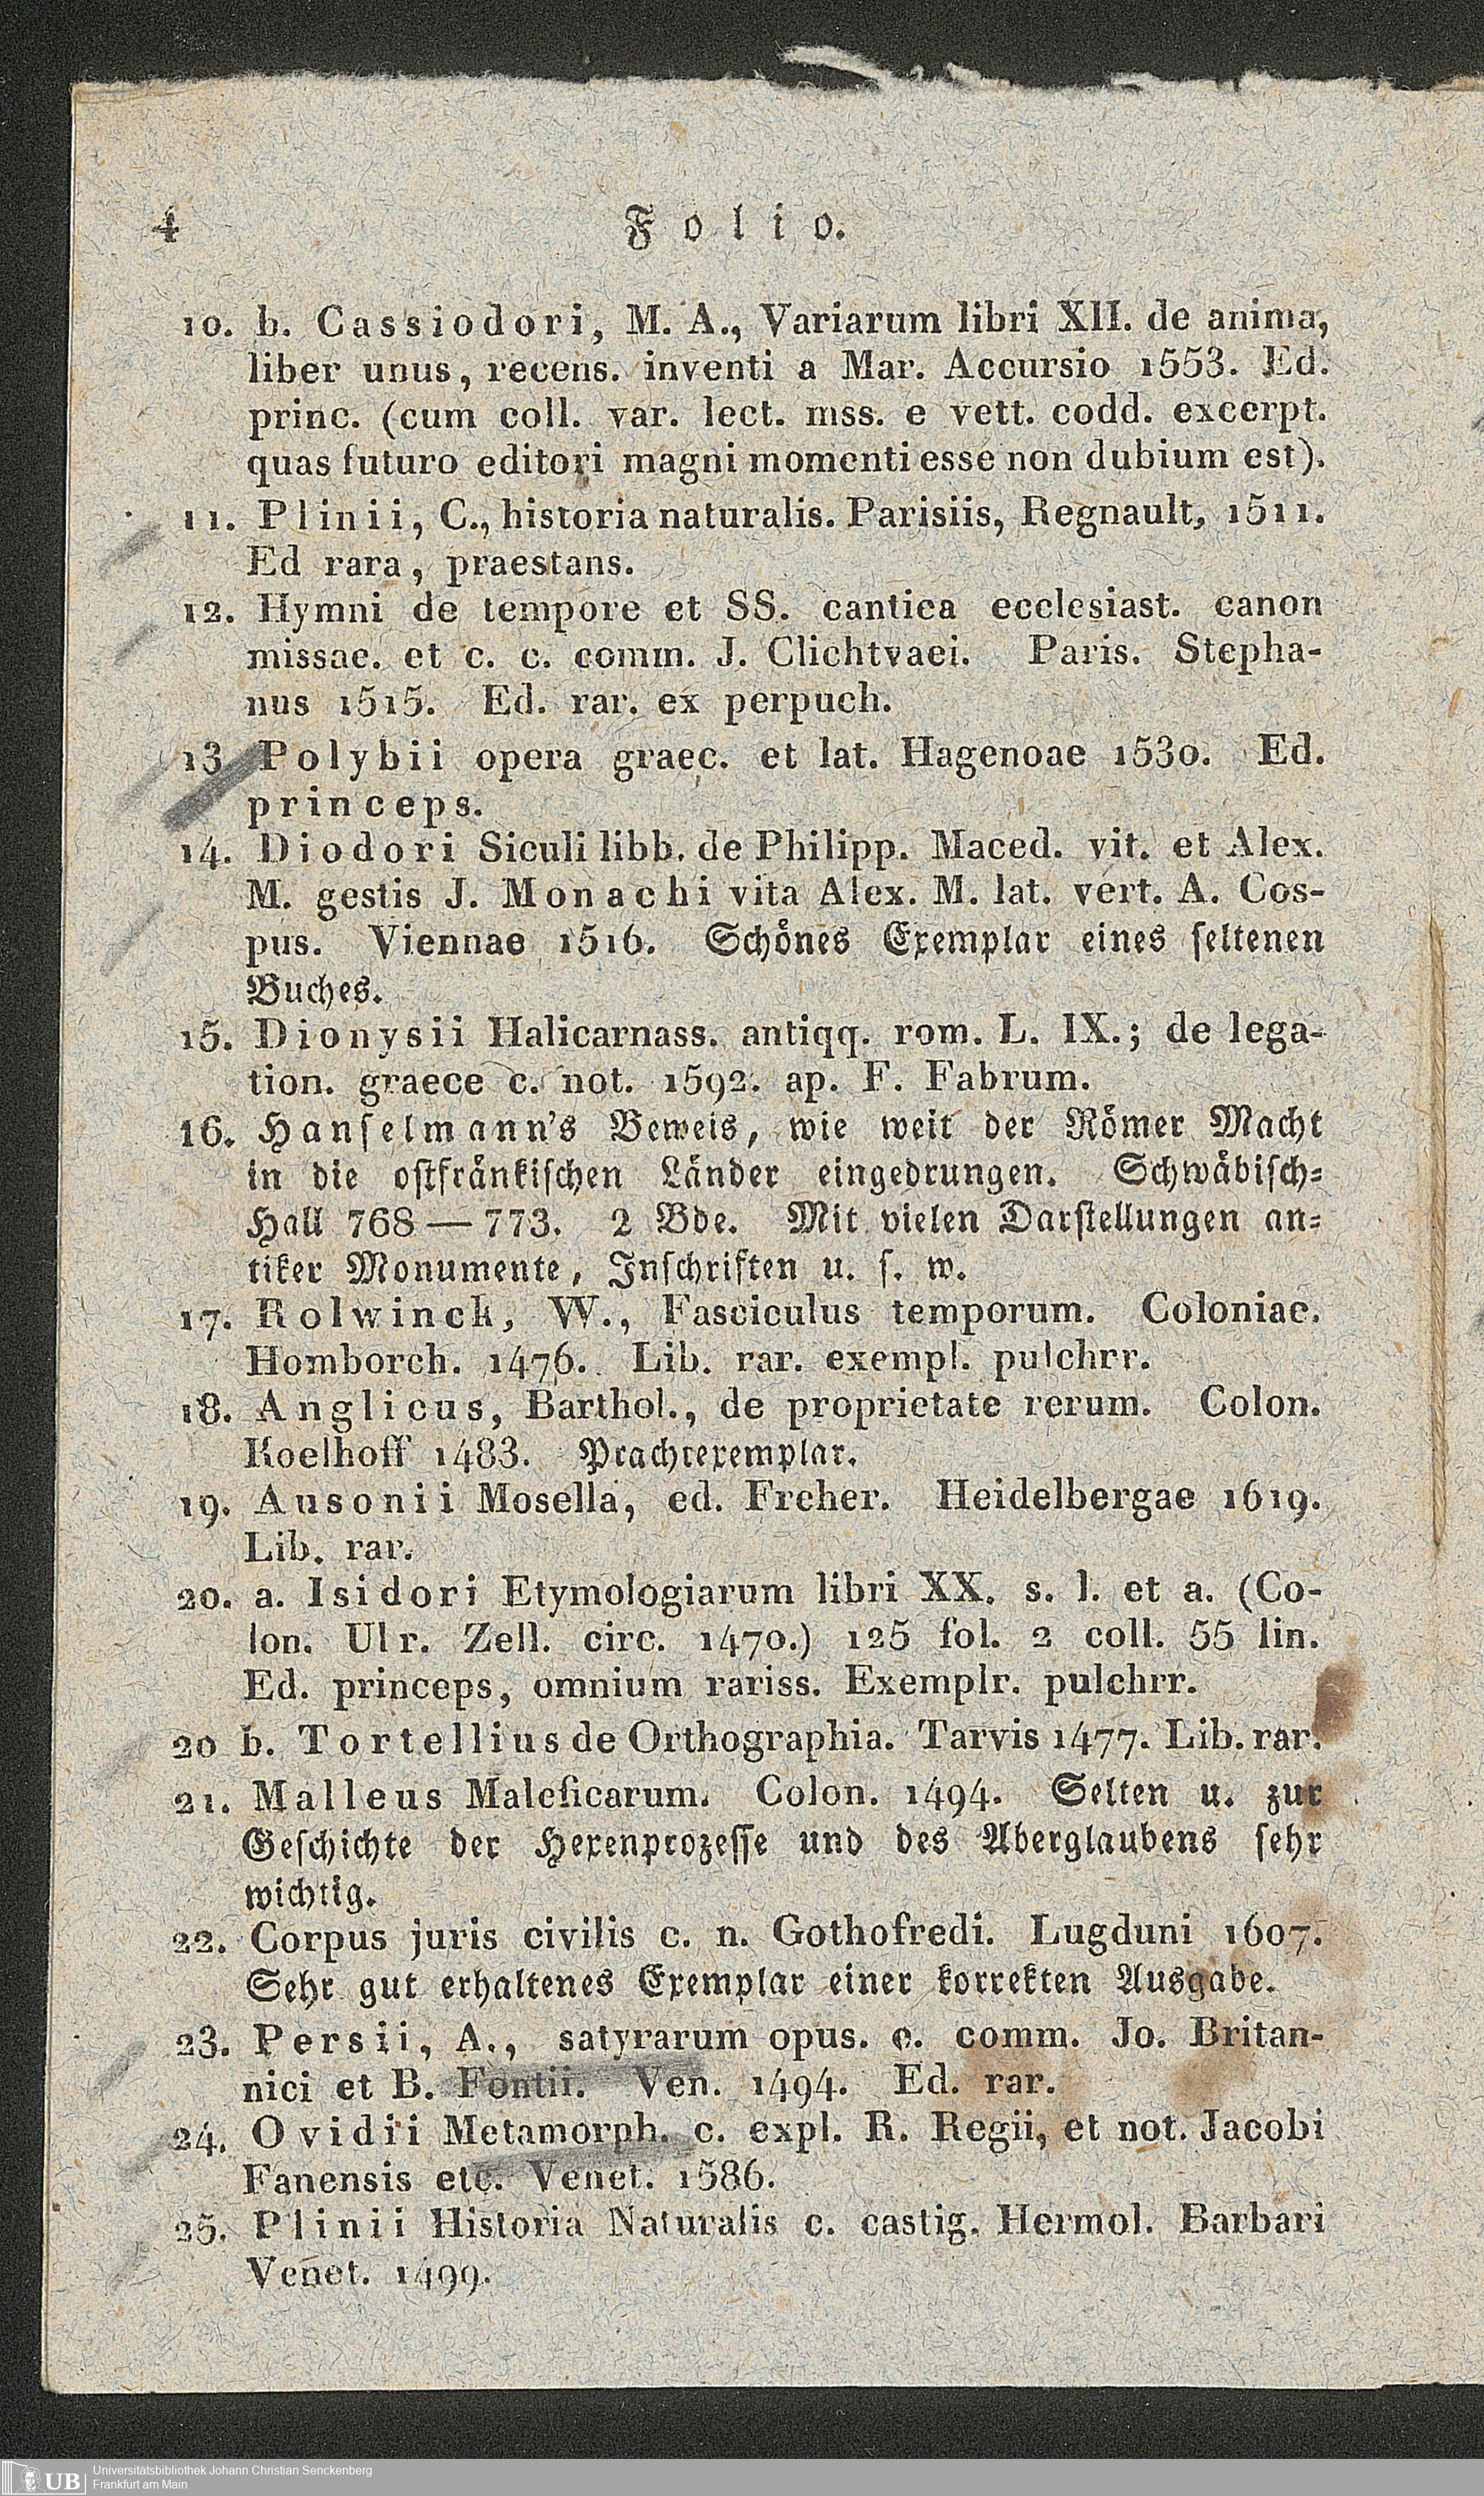 4 Folio.
10. b. Cassiodori, M. A., Variarum libri XII. de anima,
liber unus, recens. inventi a Mar. Accursio 1553. Ed.
princ. (cum coll. var. lect. mss. e vett. codd. excerpt.
quas futuro editori magni momenti esse non dubium est).
11. Plinii, C., historia naturalis. Parisiis, Regnault, 1511.
Ed rara, praestans.
12. Hymni de tempore et SS. cantica ecclesiast. canon
missae. et c. c. comm. J. Clichtvaei. Paris. Stepha-
nus 1515. Ed. rar. ex perpuch.
13 Polybii opera graec. et lat. Hagenoae 1530. Ed.
princeps.
14. Diodori Siculi libb. de Philipp. Maced. vit. et Alex.
M. gestis J. Monachi vita Alex. M. lat. vert. A. Cos-
pus. Viennae 1516. Schönes Exemplar eines seltenen
Buches.
15. Dionysii Halicarnass. antiqq. rom. L. IX.; de lega-
tion. graece c. not. 1592. ap. F. Fabrum.
16. Hanselmann's Beweis, wie weit der Römer Macht
in die ostfränkischen Länder eingedrungen. Schwäbisch-
Hall 768 — 773. 2 Bde. Mit vielen Darstellungen an-
tiker Monumente, Inschriften u. s. w.
17. Rolwinck, W., Fasciculus temporum. Coloniae.
Homborch. 1476. Lib. rar. exempl. pulchrr.
18. Anglicus, Barthol., de proprietate rerum. Colon.
Koelhoff 1483. Prachtexemplar.
19. Ausonii Mosella, ed. Freher. Heidelbergae 1619.
Lib. rar.
20. a. Isidori Etymologiarum libri XX. s. l. et a. (Co-
lon. Ulr. Zell. circ. 1470.) 125 fol. 2 coll. 55 lin.
Ed. princeps, omnium rariss. Exemplr. pulchrr.
20 b. Tortellius de Orthographia. Tarvis 1477. Lib. rar.
21. Malleus Maleficarum. Colon. 1494. Selten u. zur
Geschichte der Hexenprozesse und des Aberglaubens sehr
wichtig.
22. Corpus juris civilis c. n. Gothofredi. Lugduni 1607.
Sehr gut erhaltenes Exemplar einer korrekten Ausgabe.
23. Persii, A., satyrarum opus. c. comm. Jo. Britan-
nici et B. Fontii. Ven. 1494. Ed. rar.
24. Ovidii Metamorph. c. expl. R. Regii, et not. Jacobi
Fanensis etc. Venet. 1586.
25. Plinii Historia Naturalis c. castig. Hermol. Barbari
Venet. 1499.
UB Universitätsbibliothek Johann Christian Senckenberg
Frankfurt am Main